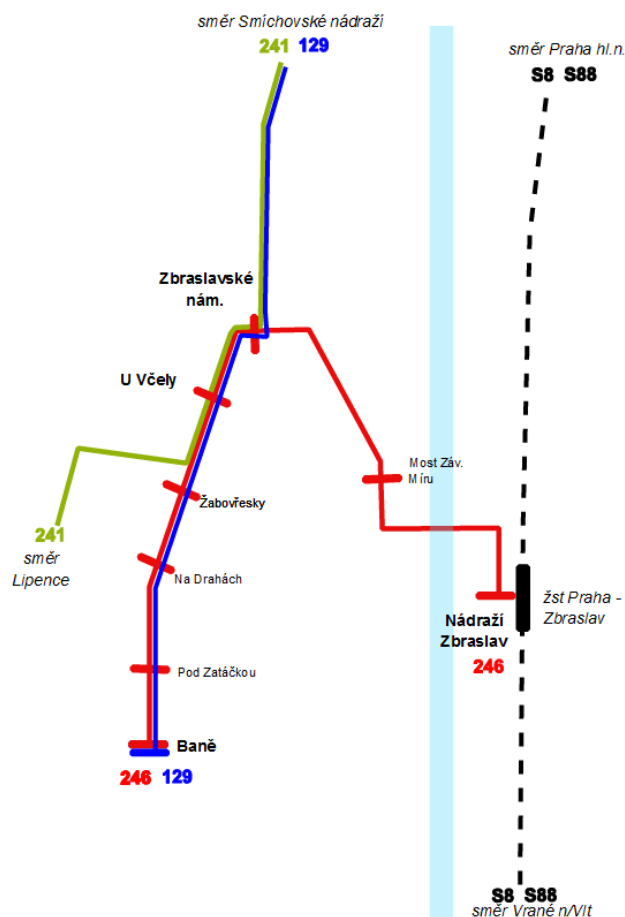 směr Smíchovské nádraží
241 129
směr Praha hl.n.
S8 S88
Zbraslavské
nám.
U Včely
Most Záv.
Míru
Žabovřesky
241
směr
Lipence
Na Drahách
žst Praha -
Zbraslav
Nádraží
Zbraslav
246
Pod Zatáčkou
Baně
246 129
S8 S88
směr Vrané n/Vlt